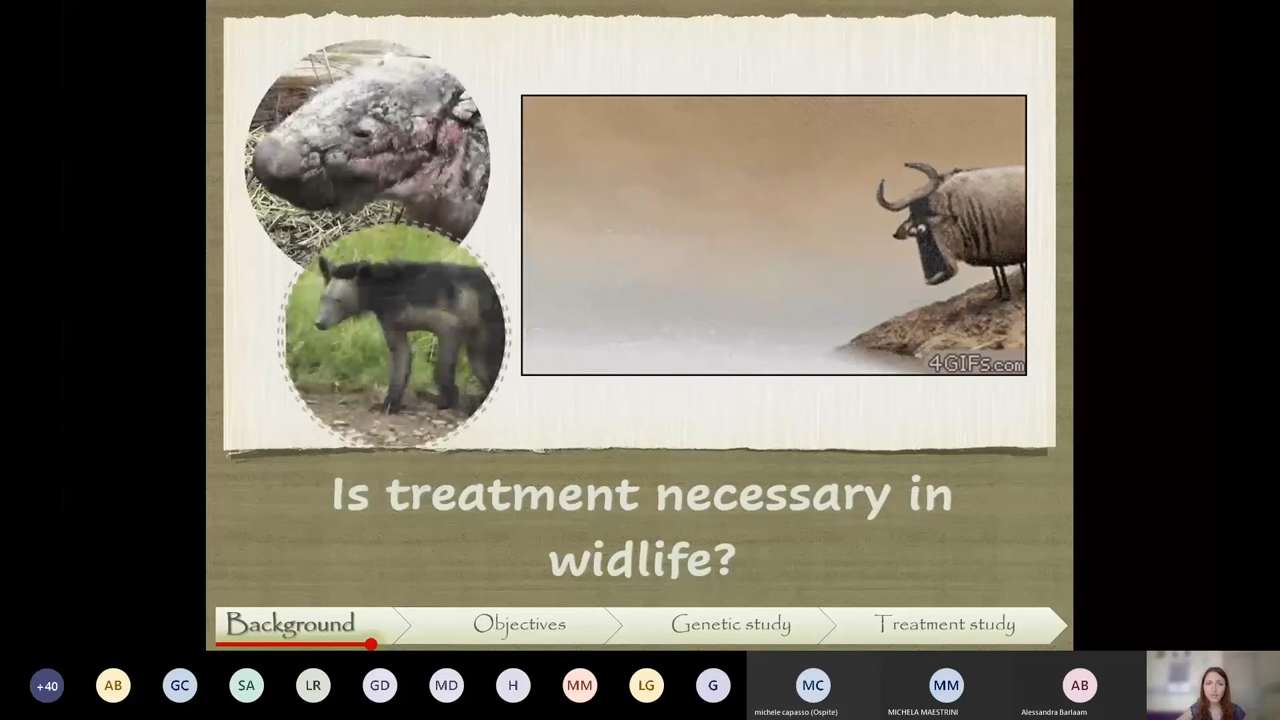 4GIFs.com
Is treatment necessary in
widlife?
Background
Objectives
Genetic study
Treatment study
+40
AB
GC
SA
LR
GD
MD
H
MM
LG
G
MC
michele capasso (Ospite)
MM
MICHELA MAESTRINI
AB
Alessandra Barlaam